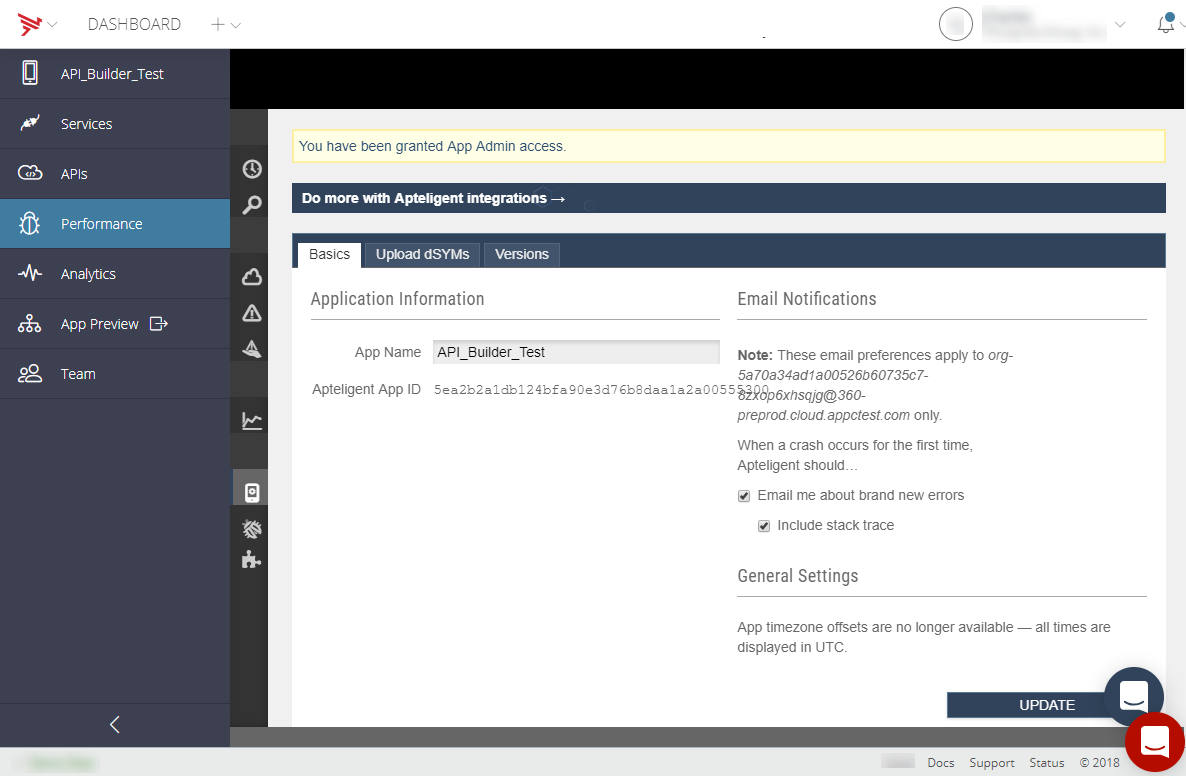 DASHBOARD
API_Builder_Test
Services
APIs
Performance
Analytics
App Preview
Team
You have been granted App Admin access.
Do more with Apteligent integrations →
Basics
Upload dSYMs
Versions
Application Information
App Name
API_Builder_Test
Apteligent App ID
5ea2b2a1db124bfa90e3d76b8daa1a2a00555300
Email Notifications
Note: These email preferences apply to org-
5a70a34ad1a00526b60735c7-
8zxop6xhsqjg@360-
preprod.cloud.appctest.com only.
When a crash occurs for the first time,
Apteligent should…
Email me about brand new errors
Include stack trace
General Settings
App timezone offsets are no longer available — all times are
displayed in UTC.
UPDATE
Docs
Support
Status
© 2018